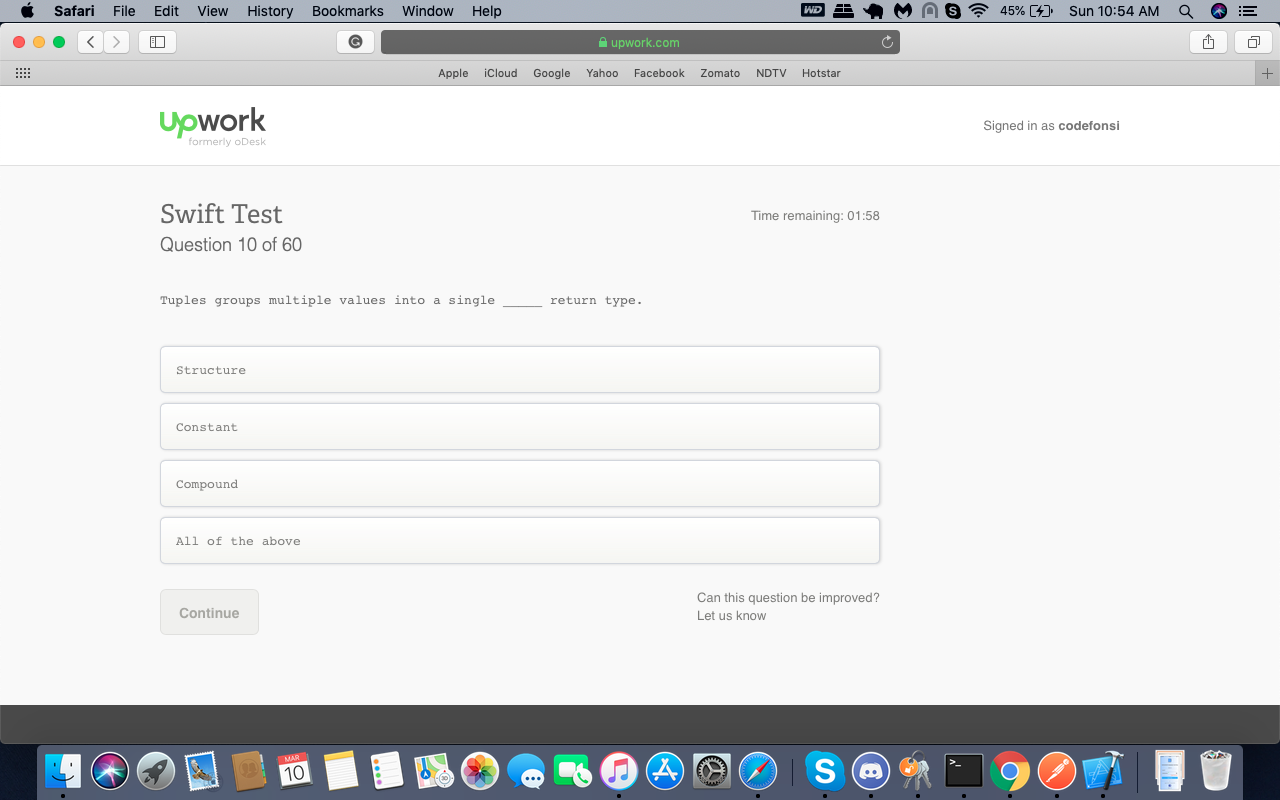 Safari File Edit View History Bookmarks Window Help WD S 45% Sun 10:54 AM
upwork.com
Apple iCloud Google Yahoo Facebook Zomato NDTV Hotstar
upwork
formerly oDesk
Signed in as codefonsi
Swift Test
Time remaining: 01:58
Question 10 of 60
Tuples groups multiple values into a single _____ return type.
Structure
Constant
Compound
All of the above
Continue
Can this question be improved?
Let us know
MAR
10